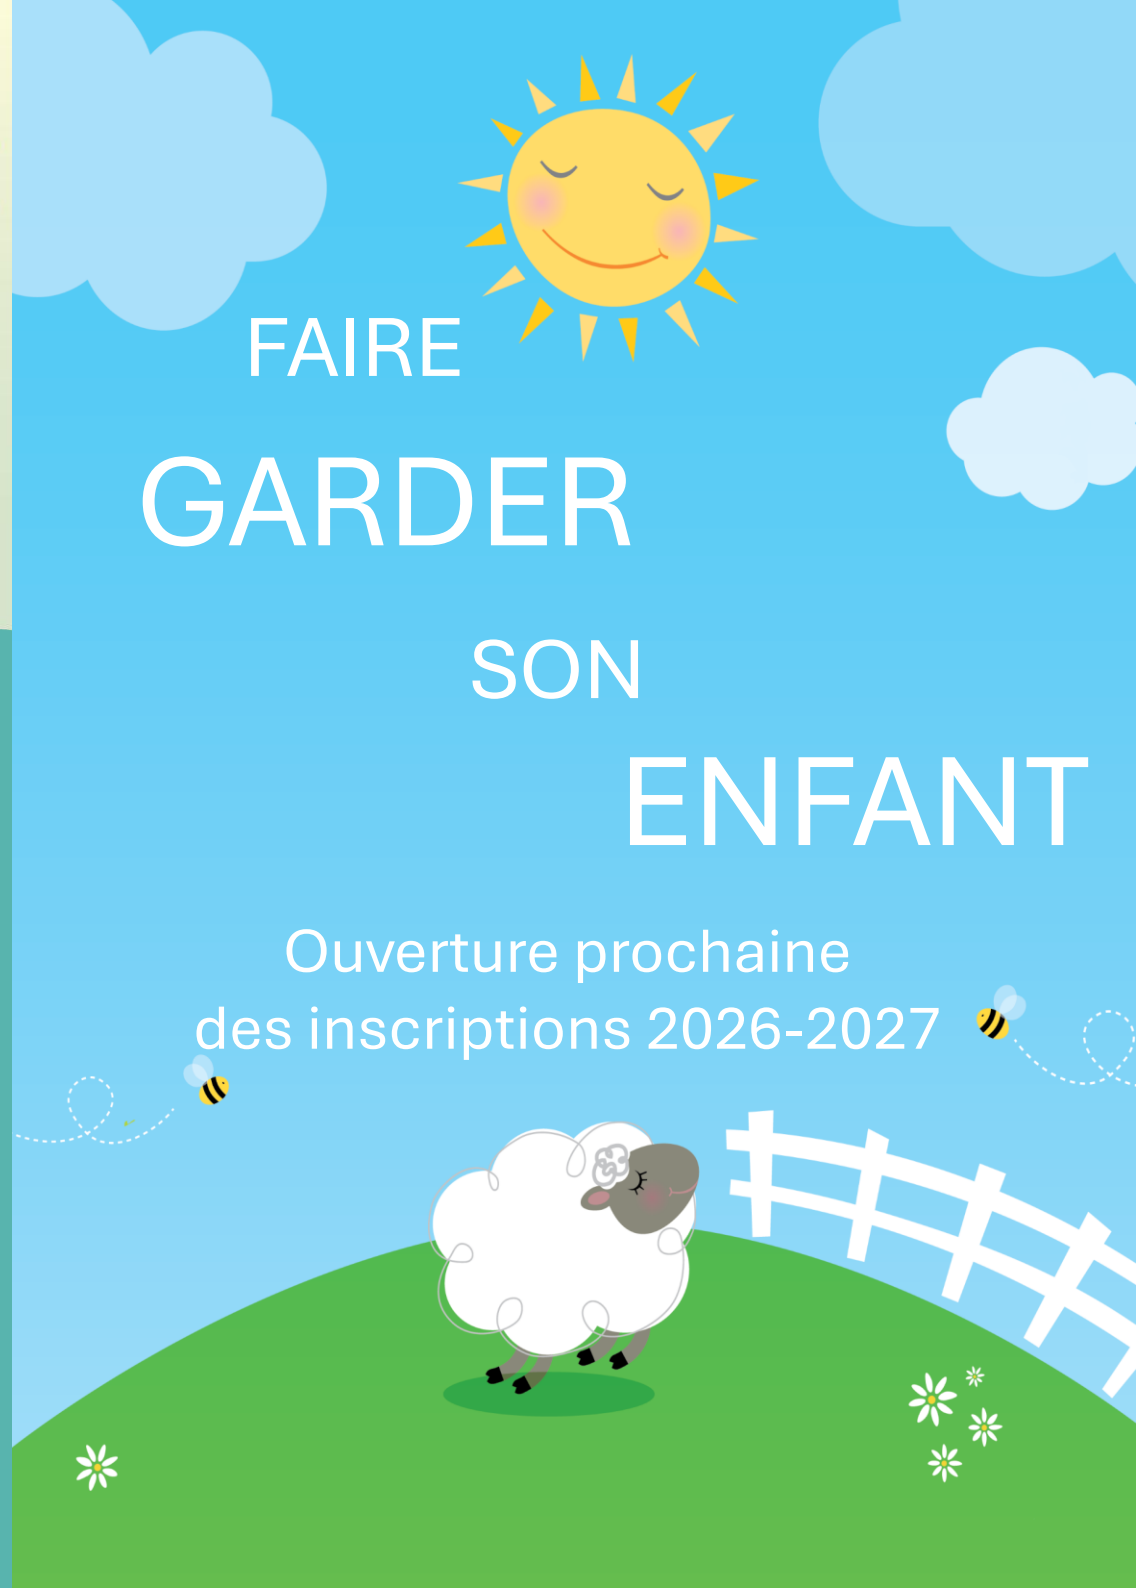 FAIRE
GARDER
SON
ENFANT
Ouverture prochaine
des inscriptions 2026-2027